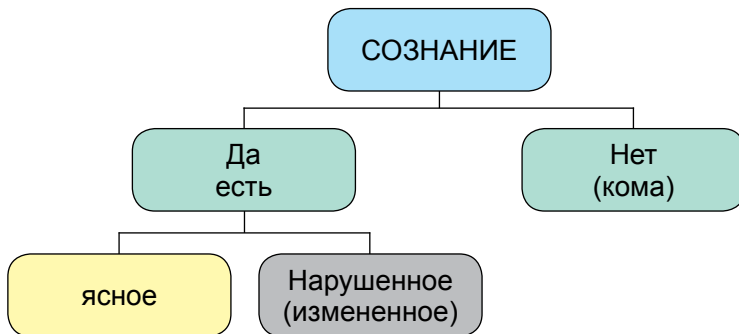 СОЗНАНИЕ
Да
есть
Нет
(кома)
ясное
Нарушенное
(измененное)